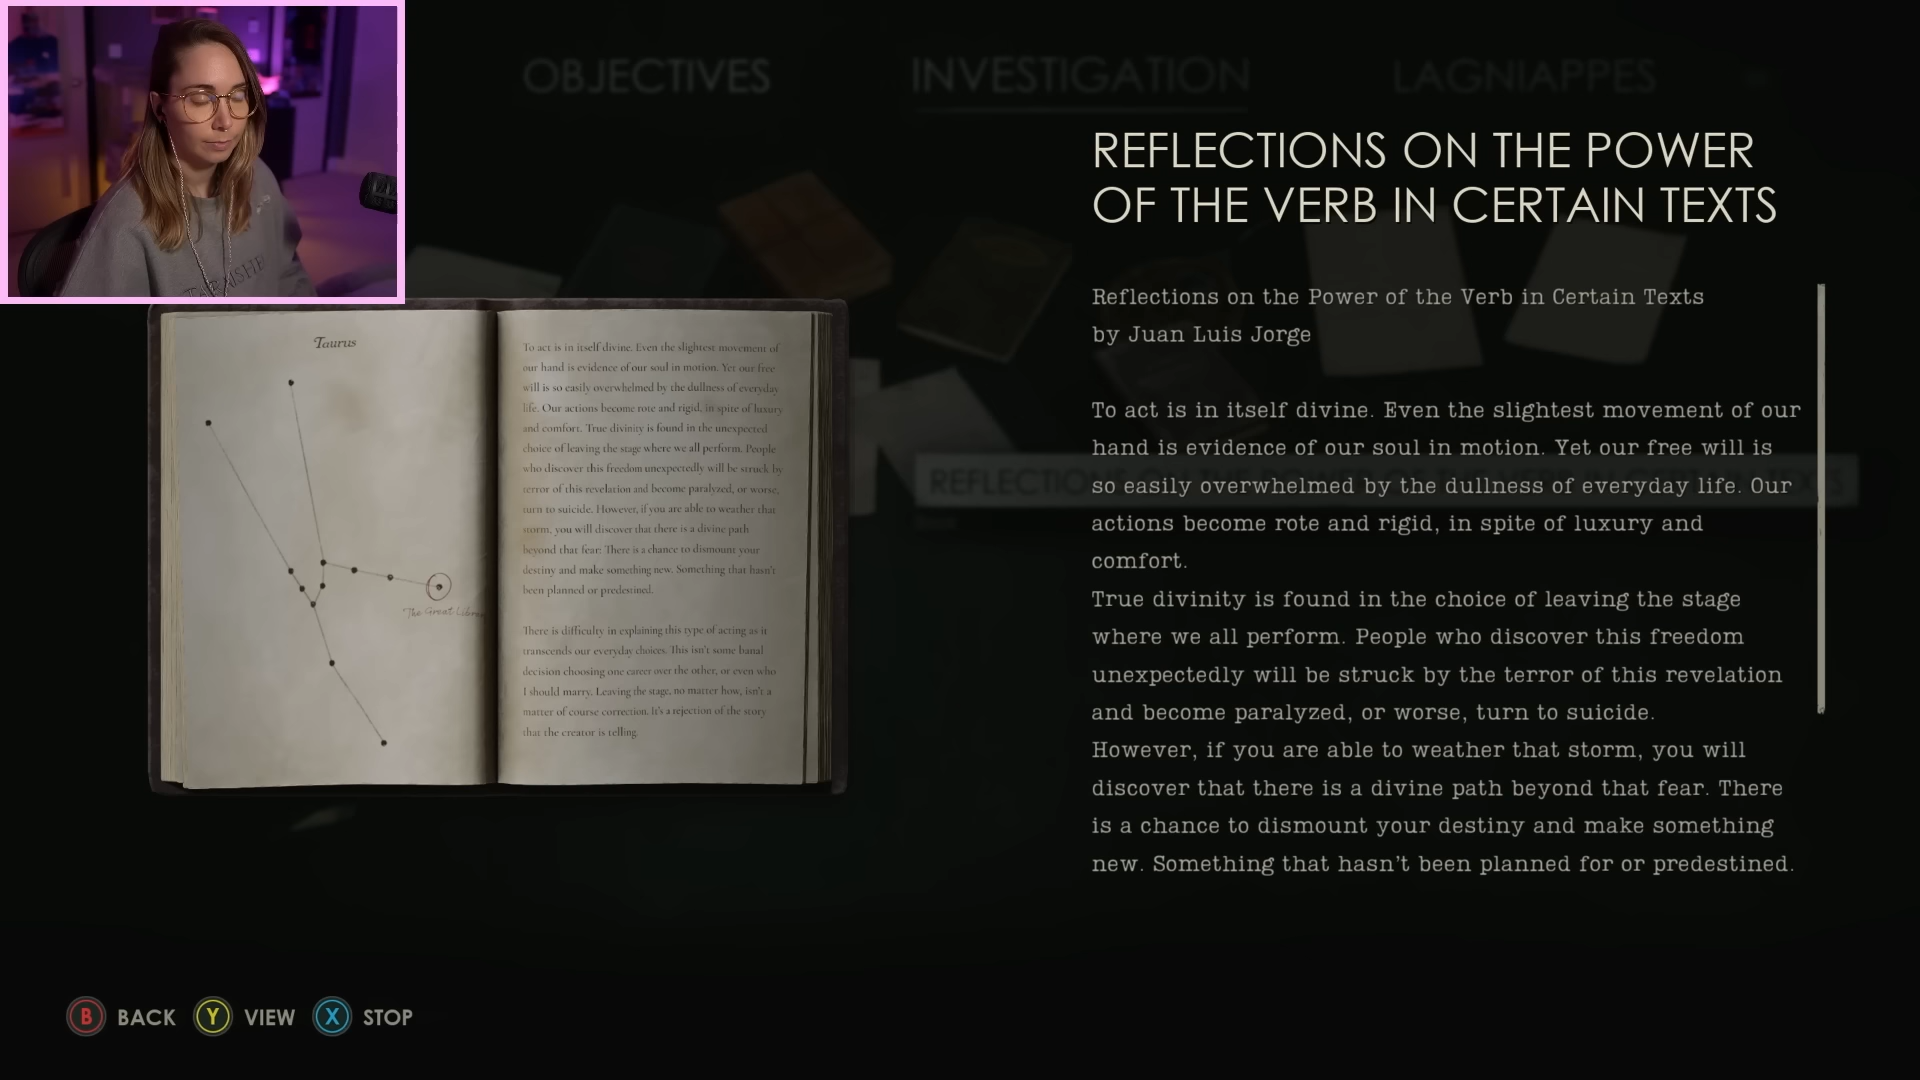 OBJECTIVES
INVESTIGATION
LAGNIAPPES
REFLECTIONS ON THE POWER
OF THE VERB IN CERTAIN TEXTS
Reflections on the Power of the Verb in Certain Texts
by Juan Luis Jorge
To act is in itself divine. Even the slightest movement of our
hand is evidence of our soul in motion. Yet our free will is
so easily overwhelmed by the dullness of everyday life. Our
actions become rote and rigid, in spite of luxury and
comfort.
True divinity is found in the choice of leaving the stage
where we all perform. People who discover this freedom
unexpectedly will be struck by the terror of this revelation
and become paralyzed, or worse, turn to suicide.
However, if you are able to weather that storm, you will
discover that there is a divine path beyond that fear. There
is a chance to dismount your destiny and make something
new. Something that hasn't been planned for or predestined.
Taurus
The Great
To act is in itself divine. Even the slightest movement of
our hand is evidence of our soul in motion. Yet our free
will is so easily overwhelmed by the dullness of everyday
life. Our actions become rote and rigid, in spite of luxury
and comfort. True divinity is found in the unexpected
choice of leaving the stage where we all perform. People
who discover this freedom unexpectedly will be struck by
terror of this revelation and become paralyzed, or worse,
turn to suicide. However, if you are able to weather that
storm, you will discover that there is a divine path
beyond that fear: There is a chance to dismount your
destiny and make something new. Something that hasn't
been planned or predestined.
There is difficulty in explaining this type of acting as it
transcends our everyday choices. This isn't some banal
decision choosing one career over the other, or even who
I should marry. Leaving the stage, no matter how, isn't a
matter of course correction. It's a rejection of the story
that the creator is telling.
B BACK Y VIEW X STOP